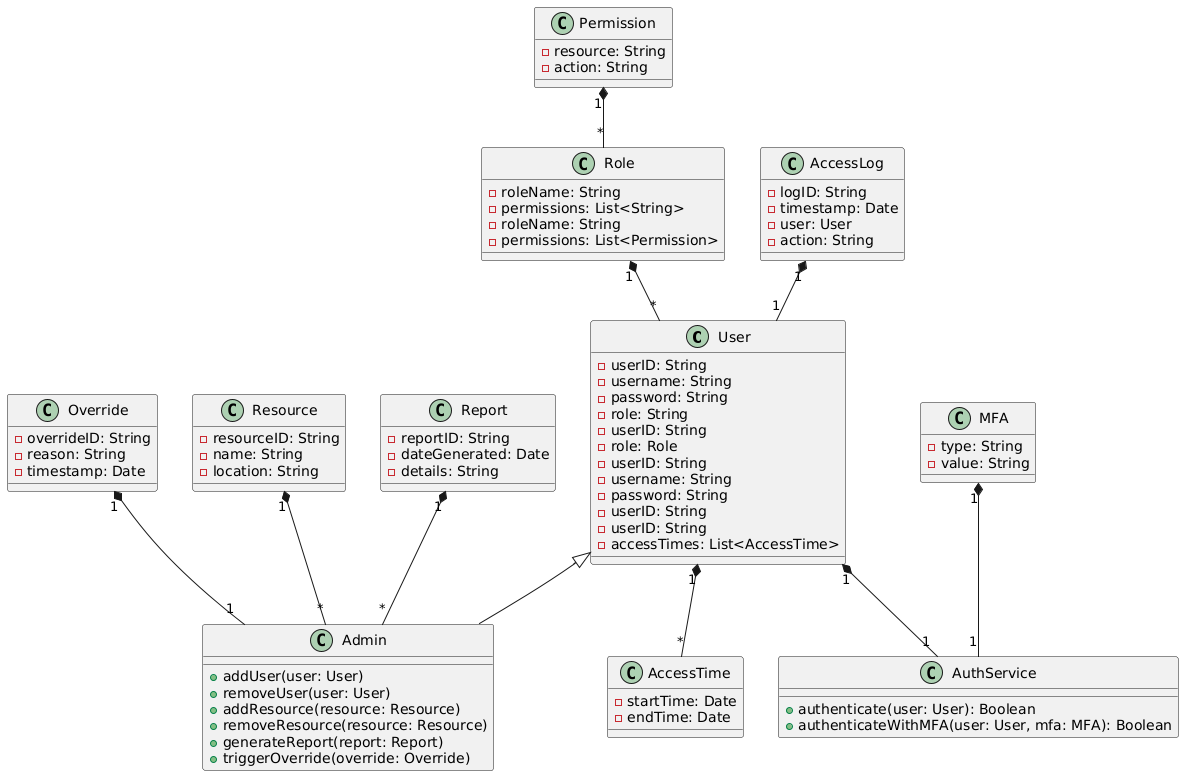 C Permission
resource: String
action: String
1
*
C Role
roleName: String
permissions: List<String>
roleName: String
permissions: List<Permission>
C AccessLog
logID: String
timestamp: Date
user: User
action: String
1
*
1
1
C User
userID: String
username: String
password: String
role: String
userID: String
role: Role
userID: String
username: String
password: String
userID: String
userID: String
accessTimes: List<AccessTime>
C Override
overrideID: String
reason: String
timestamp: Date
C Resource
resourceID: String
name: String
location: String
C Report
reportID: String
dateGenerated: Date
details: String
C MFA
type: String
value: String
1
1
1
1
1
*
*
1
*
1
1
1
1
C Admin
addUser(user: User)
removeUser(user: User)
addResource(resource: Resource)
removeResource(resource: Resource)
generateReport(report: Report)
triggerOverride(override: Override)
C AccessTime
startTime: Date
endTime: Date
C AuthService
authenticate(user: User): Boolean
authenticateWithMFA(user: User, mfa: MFA): Boolean